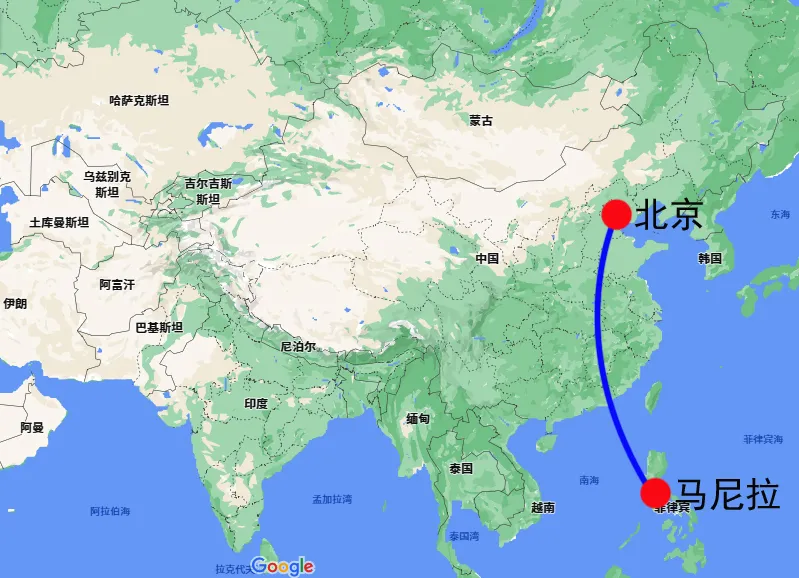 哈萨克斯坦
蒙古
乌兹别克
斯坦
吉尔吉斯
斯坦
土库曼斯坦
北京
东海
中国
韩国
阿富汗
伊朗
巴基斯坦
尼泊尔
印度
阿曼
缅甸
菲律宾海
泰国
南海
马尼拉
孟加拉湾
阿拉伯海
越南
菲律宾
泰国湾
拉克代夫
Google